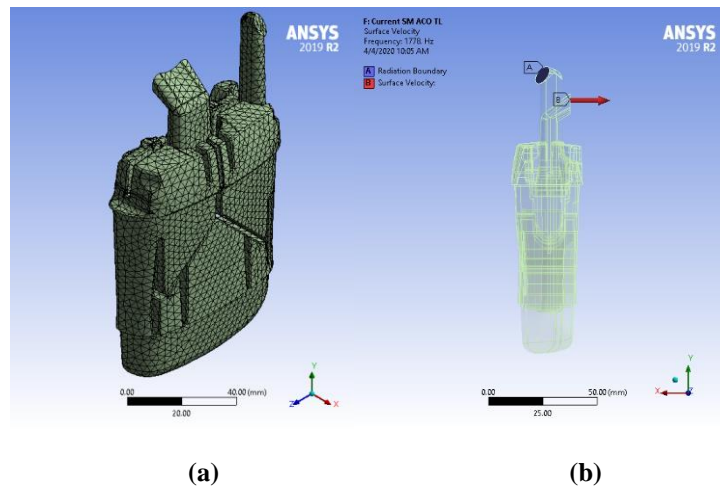 ANSYS
2019 R2
0.00
40.00 (mm)
20.00
Y
Z
X
F: Current SM ACO TL
Surface Velocity
Frequency: 1778. Hz
4/4/2020 10:05 AM
A Radiation Boundary
B Surface Velocity:
ANSYS
2019 R2
A
B
0.00
50.00 (mm)
25.00
Y
X
Z
(a)
(b)